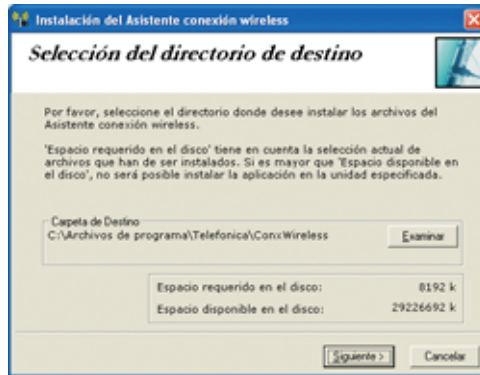 Instalación del Asistente conexión wireless
Selección del directorio de destino
Por favor, seleccione el directorio donde desee instalar los archivos del
Asistente conexión wireless.
'Espacio requerido en el disco' tiene en cuenta la selección actual de
archivos que han de ser instalados. Si es mayor que 'Espacio disponible en
el disco', no será posible instalar la aplicación en la unidad especificada.
Carpeta de Destino
C:\Archivos de programa\Telefonica\ConxWireless
Examinar
Espacio requerido en el disco: 8192 k
Espacio disponible en el disco: 29226692 k
Siguiente > Cancelar